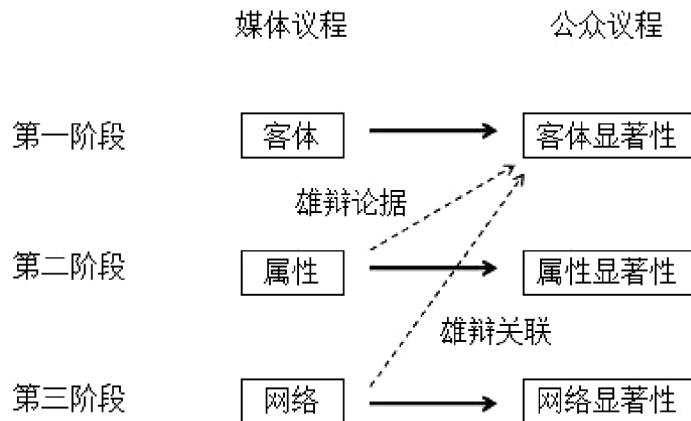 媒体议程 公众议程
第一阶段 客体 客体显著性
雄辩论据
第二阶段 属性 属性显著性
雄辩关联
第三阶段 网络 网络显著性